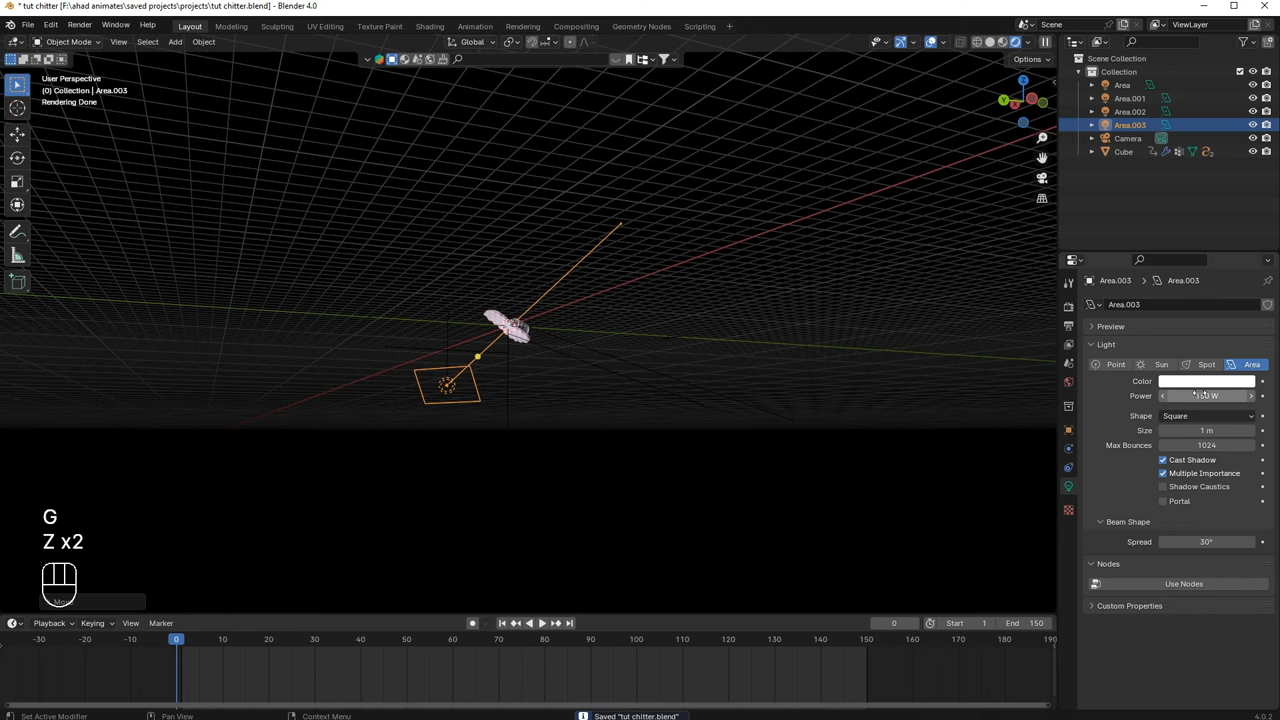 * tut chitter [F:\ahad animates\saved projects\projects\tut chitter.blend] - Blender 4.0
File Edit Render Window Help Layout Modeling Sculpting UV Editing Texture Paint Shading Animation Rendering Compositing Geometry Nodes Scripting + Scene ViewLayer
Object Mode View Select Add Object Global
Options
User Perspective
(0) Collection | Area.003
Rendering Done
Z
Y
Scene Collection
Collection
Area
Area.001
Area.002
Area.003
Camera
Cube 2
Area.003 > Area.003
Area.003
Preview
Light
Point Sun Spot Area
Color
Power W
Shape Square
Size 1 m
Max Bounces 1024
Cast Shadow
Multiple Importance
Shadow Caustics
Portal
Beam Shape
Spread 30°
Nodes
Use Nodes
Custom Properties
G
Z x2
Move
Playback Keying View Marker 0 Start 1 End 150
-30 -20 -10 0 10 20 30 40 50 60 70 80 90 100 110 120 130 140 150 160 170 180 190
Set Active Modifier Pan View Context Menu Saved "tut chitter.blend" 4.0.2